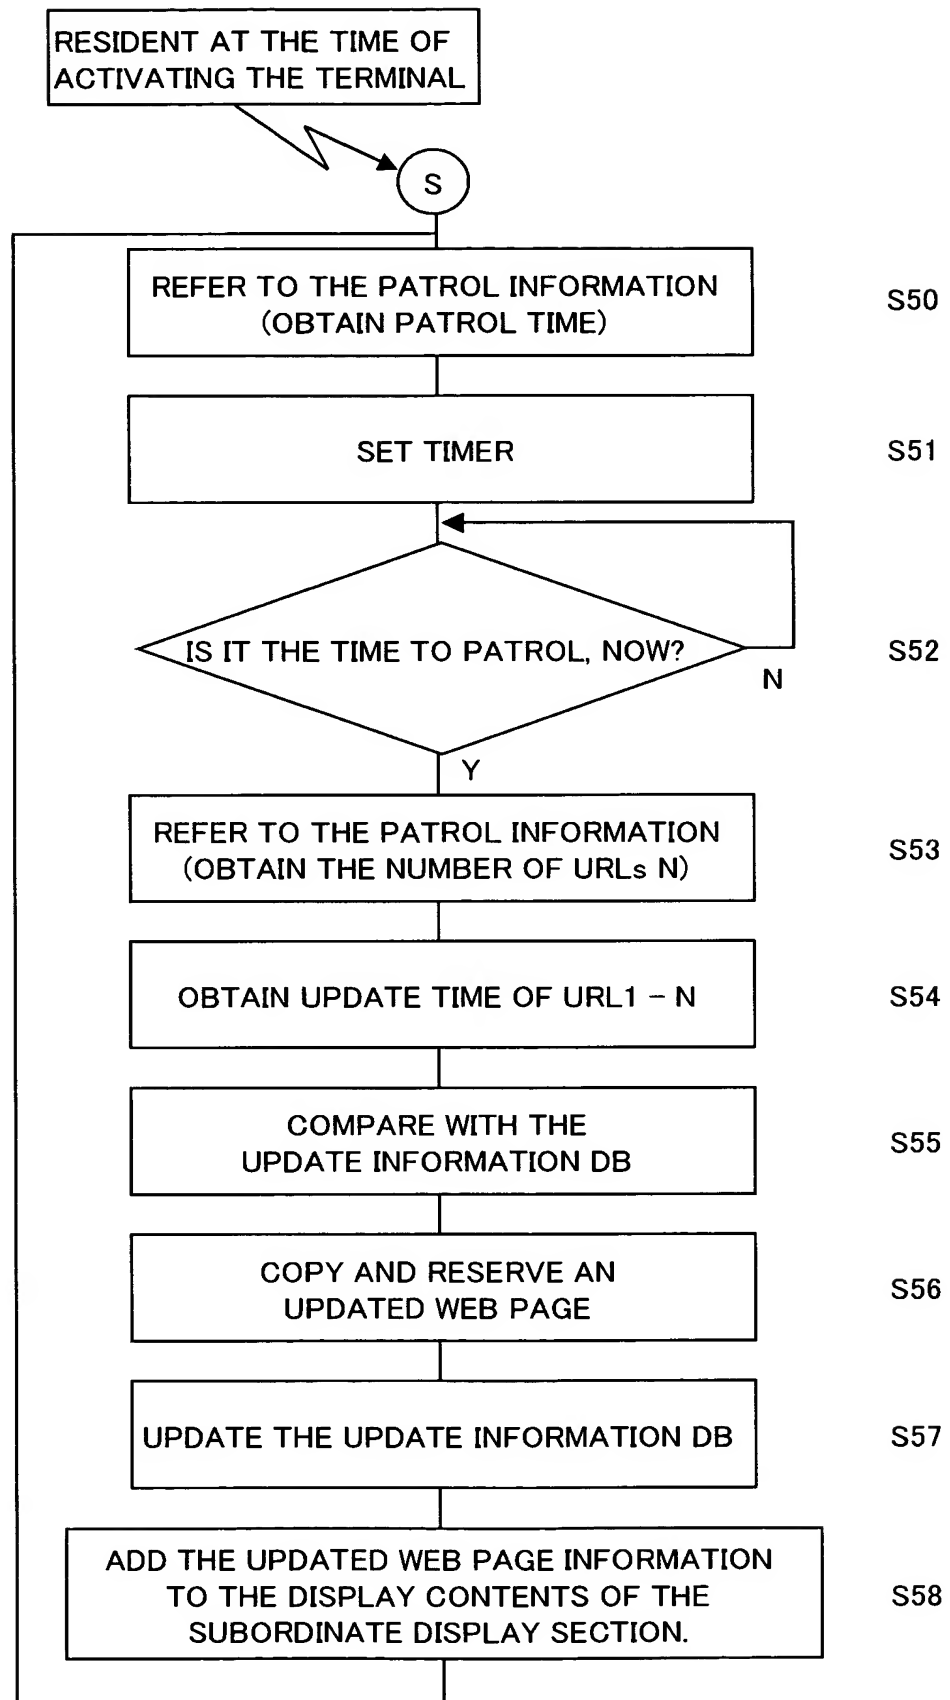 RESIDENT AT THE TIME OF
ACTIVATING THE TERMINAL
S
REFER TO THE PATROL INFORMATION
(OBTAIN PATROL TIME)
S50
SET TIMER
S51
IS IT THE TIME TO PATROL, NOW?
S52
N
Y
REFER TO THE PATROL INFORMATION
(OBTAIN THE NUMBER OF URLs N)
S53
OBTAIN UPDATE TIME OF URL1 – N
S54
COMPARE WITH THE
UPDATE INFORMATION DB
S55
COPY AND RESERVE AN
UPDATED WEB PAGE
S56
UPDATE THE UPDATE INFORMATION DB
S57
ADD THE UPDATED WEB PAGE INFORMATION
TO THE DISPLAY CONTENTS OF THE
SUBORDINATE DISPLAY SECTION.
S58